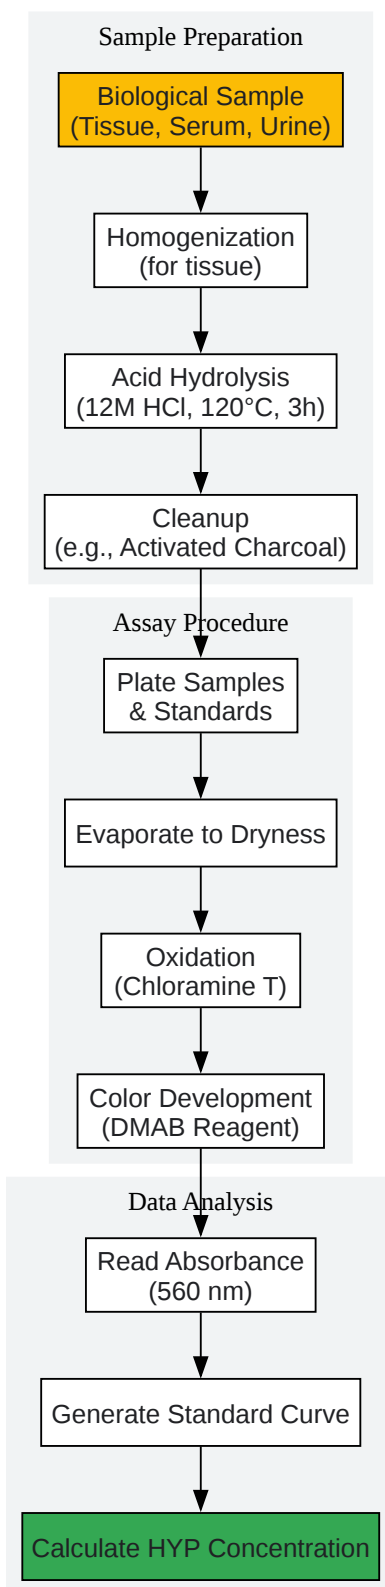 Sample Preparation
Biological Sample
(Tissue, Serum, Urine)
Homogenization
(for tissue)
Acid Hydrolysis
(12M HCl, 120°C, 3h)
Cleanup
(e.g., Activated Charcoal)
Assay Procedure
Plate Samples
& Standards
Evaporate to Dryness
Oxidation
(Chloramine T)
Color Development
(DMAB Reagent)
Data Analysis
Read Absorbance
(560 nm)
Generate Standard Curve
Calculate HYP Concentration